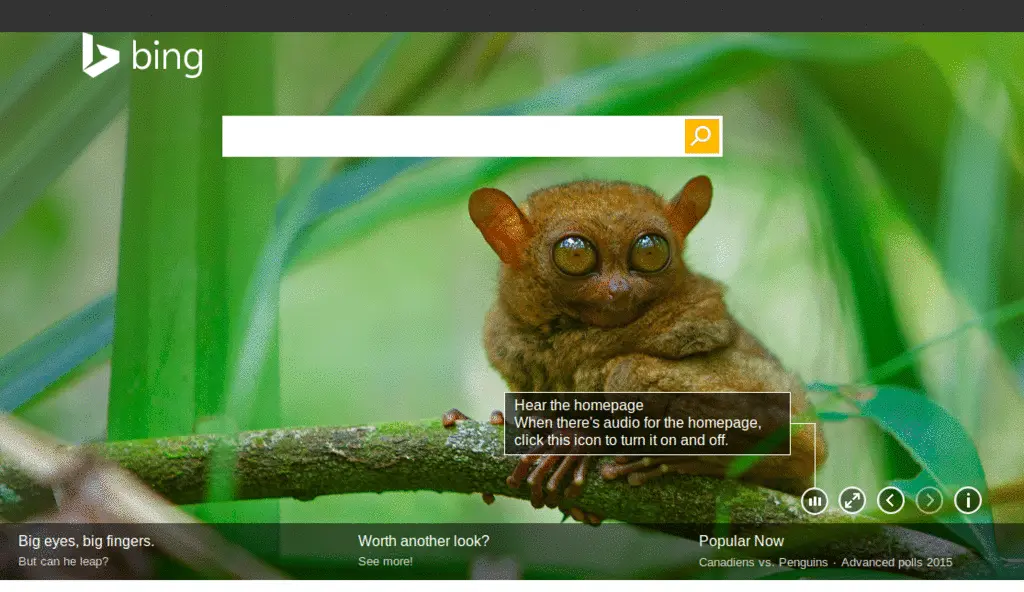 bing
Hear the homepage
When there's audio for the homepage,
click this icon to turn it on and off.
Big eyes, big fingers.
But can he leap?
Worth another look?
See more!
Popular Now
Canadiens vs. Penguins · Advanced polls 2015